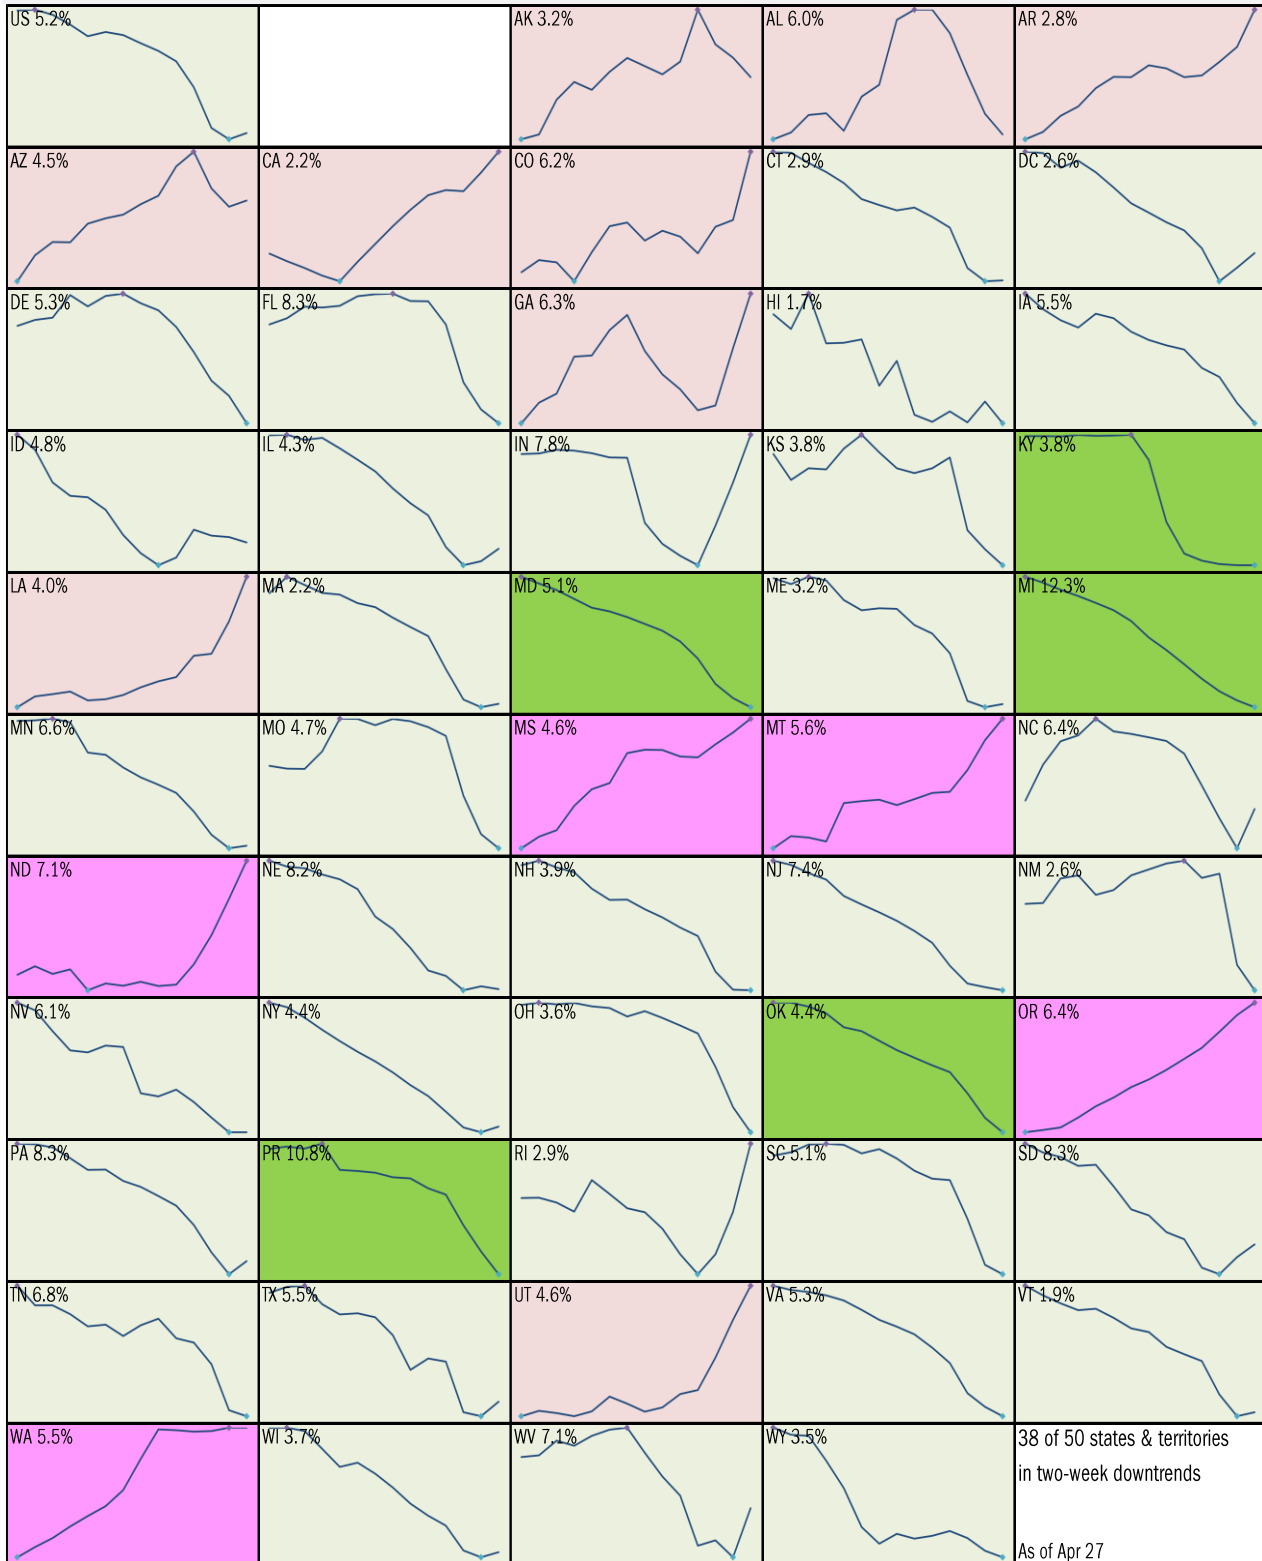 US 5.2%
AK 3.2%
AL 6.0%
AR 2.8%
AZ 4.5%
CA 2.2%
CO 6.2%
CT 2.9%
DC 2.6%
DE 5.3%
FL 8.3%
GA 6.3%
HI 1.7%
IA 5.5%
ID 4.8%
IL 4.3%
IN 7.8%
KS 3.8%
KY 3.8%
LA 4.0%
MA 2.2%
MD 5.1%
ME 3.2%
MI 12.3%
MN 6.6%
MO 4.7%
MS 4.6%
MT 5.6%
NC 6.4%
ND 7.1%
NE 8.2%
NH 3.9%
NJ 7.4%
NM 2.6%
NV 6.1%
NY 4.4%
OH 3.6%
OK 4.4%
OR 6.4%
PA 8.3%
PR 10.8%
RI 2.9%
SC 5.1%
SD 8.3%
TN 6.8%
TX 5.5%
UT 4.6%
VA 5.3%
VT 1.9%
WA 5.5%
WI 3.7%
WV 7.1%
WY 3.5%
38 of 50 states & territories
in two-week downtrends
As of Apr 27